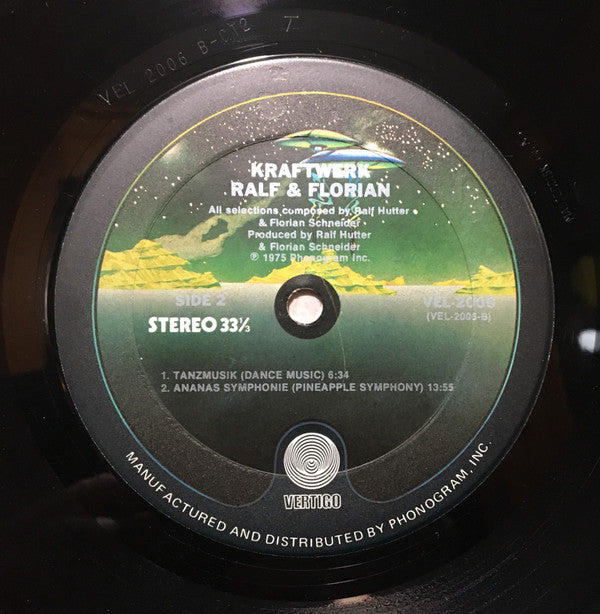 VEL 2006 B-CT2 7
KRAFTWERK
RALF & FLORIAN
All selections composed by Ralf Hutter
& Florian Schneider
Produced by Ralf Hutter
& Florian Schneider
℗ 1975 Phonogram Inc.
SIDE 2
VEL-2006
STEREO 33⅓
(VEL-2006-B)
1. TANZMUSIK (DANCE MUSIC) 6:34
2. ANANAS SYMPHONIE (PINEAPPLE SYMPHONY) 13:55
VERTIGO
MANUFACTURED AND DISTRIBUTED BY PHONOGRAM, INC.